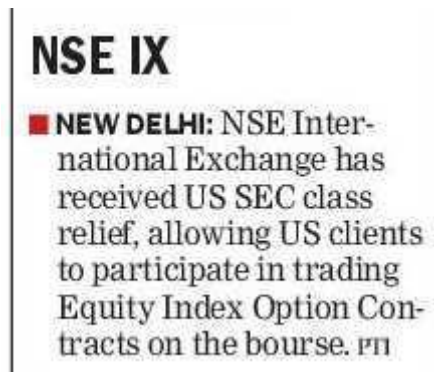 NSE IX
NEW DELHI: NSE Inter-
national Exchange has
received US SEC class
relief, allowing US clients
to participate in trading
Equity Index Option Con-
tracts on the bourse. PTI